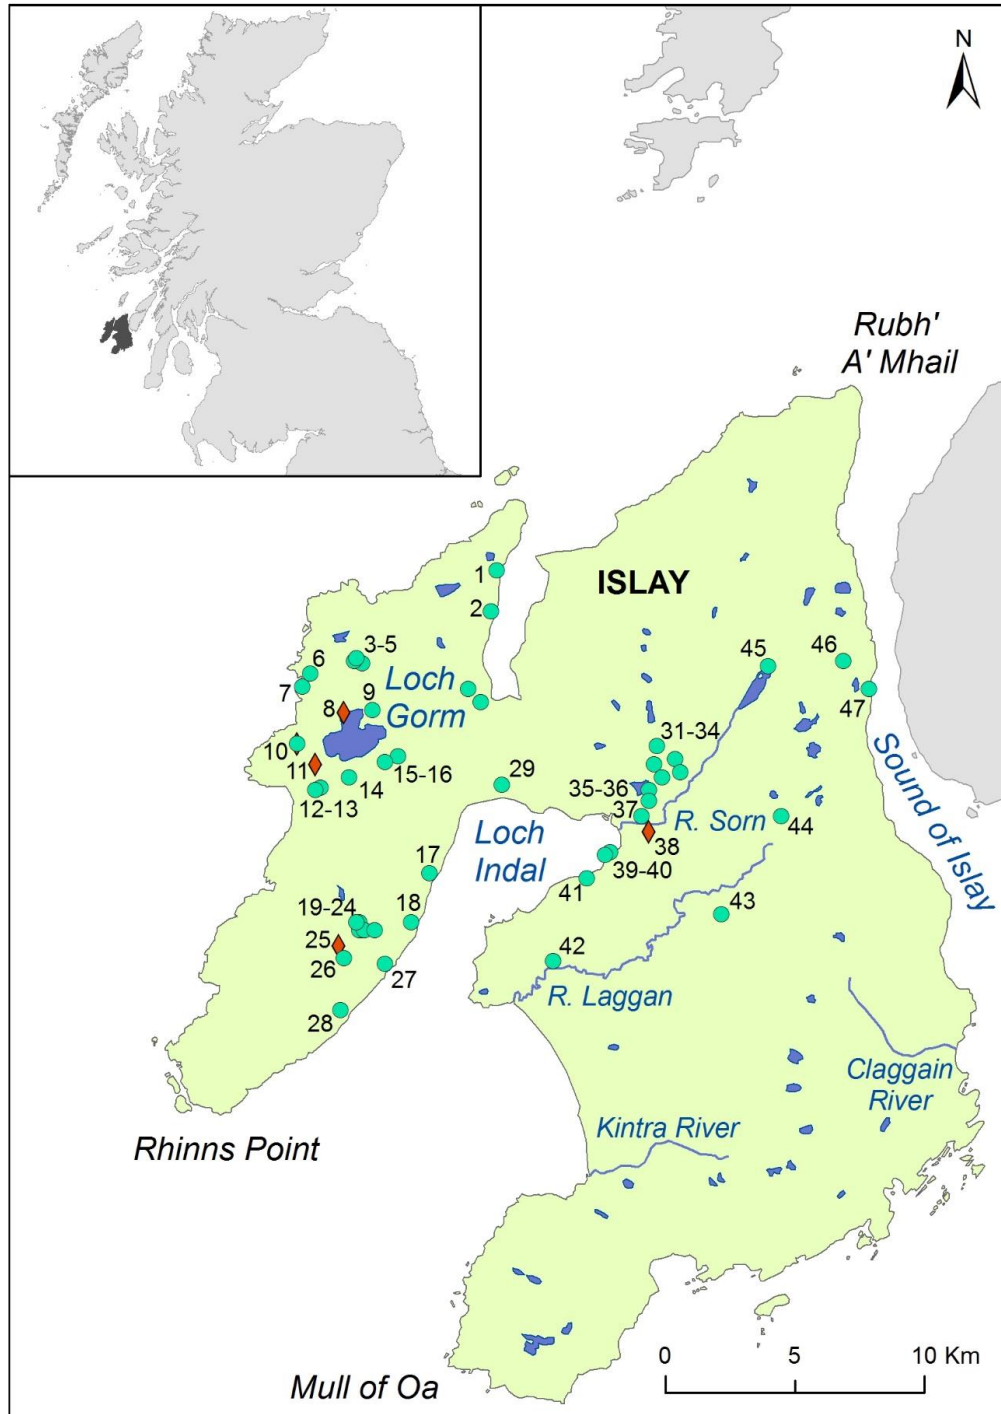 N
Rubh'
A' Mhail
ISLAY
1
2
3-5
6
7
8
9
Loch
Gorm
10
11
12-13
14
15-16
45
46
47
31-34
29
35-36
37
R. Sorn
38
44
Sound of Islay
Loch
Indal
39-40
41
17
18
19-24
25
26
27
28
43
42
R. Laggan
Claggain
River
Kintra River
Rhinns Point
Mull of Oa
0 5 10 Km